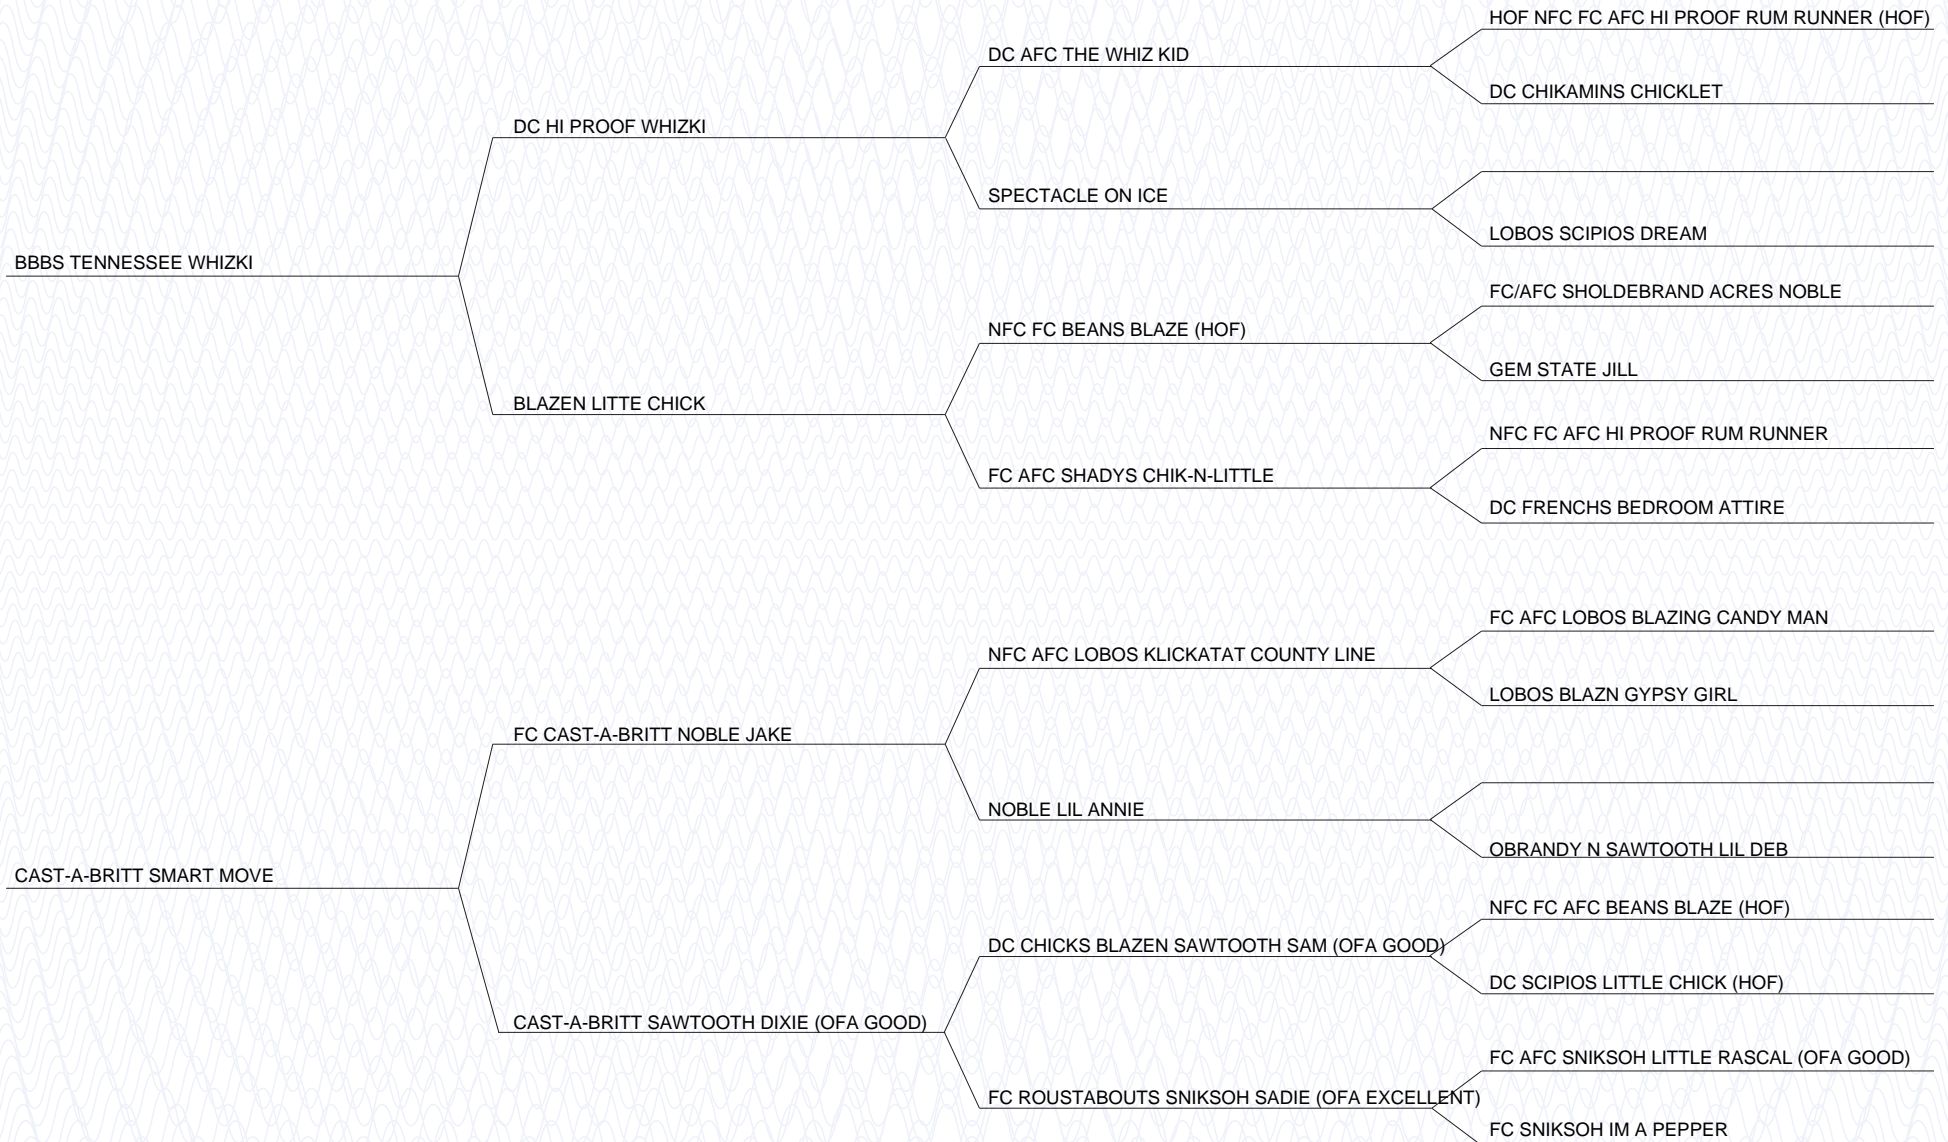 HOF NFC FC AFC HI PROOF RUM RUNNER (HOF)
DC AFC THE WHIZ KID
DC CHIKAMINS CHICKLET
DC HI PROOF WHIZKI
SPECTACLE ON ICE
LOBOS SCIPIOS DREAM
BBBS TENNESSEE WHIZKI
FC/AFC SHOLDEBRAND ACRES NOBLE
NFC FC BEANS BLAZE (HOF)
GEM STATE JILL
BLAZEN LITTE CHICK
NFC FC AFC HI PROOF RUM RUNNER
FC AFC SHADYS CHIK-N-LITTLE
DC FRENCHS BEDROOM ATTIRE
FC AFC LOBOS BLAZING CANDY MAN
NFC AFC LOBOS KLICKATAT COUNTY LINE
LOBOS BLAZN GYPSY GIRL
FC CAST-A-BRITT NOBLE JAKE
NOBLE LIL ANNIE
OBRANDY N SAWTOOTH LIL DEB
CAST-A-BRITT SMART MOVE
NFC FC AFC BEANS BLAZE (HOF)
DC CHICKS BLAZEN SAWTOOTH SAM (OFA GOOD)
DC SCIPIOS LITTLE CHICK (HOF)
CAST-A-BRITT SAWTOOTH DIXIE (OFA GOOD)
FC AFC SNIKSOH LITTLE RASCAL (OFA GOOD)
FC ROUSTABOUTS SNIKSOH SADIE (OFA EXCELLENT)
FC SNIKSOH IM A PEPPER